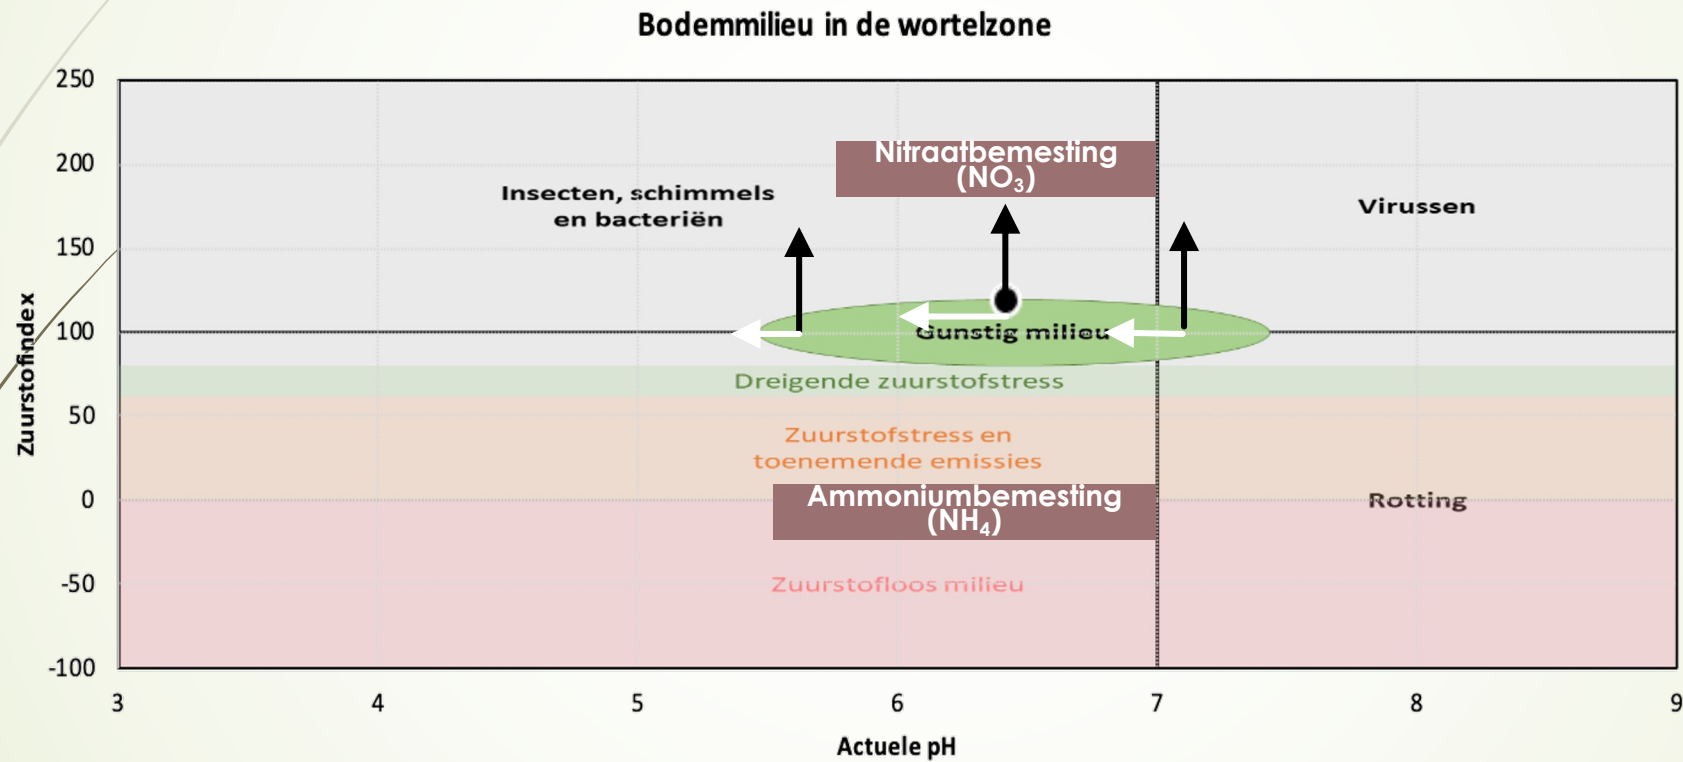 Bodemmilieu in de wortelzone
250
200
150
100
50
0
-50
-100
Zuurstofindex
Nitraatbemesting
(NO₃)
Insecten, schimmels
en bacteriën
Virussen
Gunstig milieu
Dreigende zuurstofstress
Zuurstofstress en
toenemende emissies
Ammoniumbemesting
(NH₄)
Rotting
Zuurstofloos milieu
3 4 5 6 7 8 9
Actuele pH